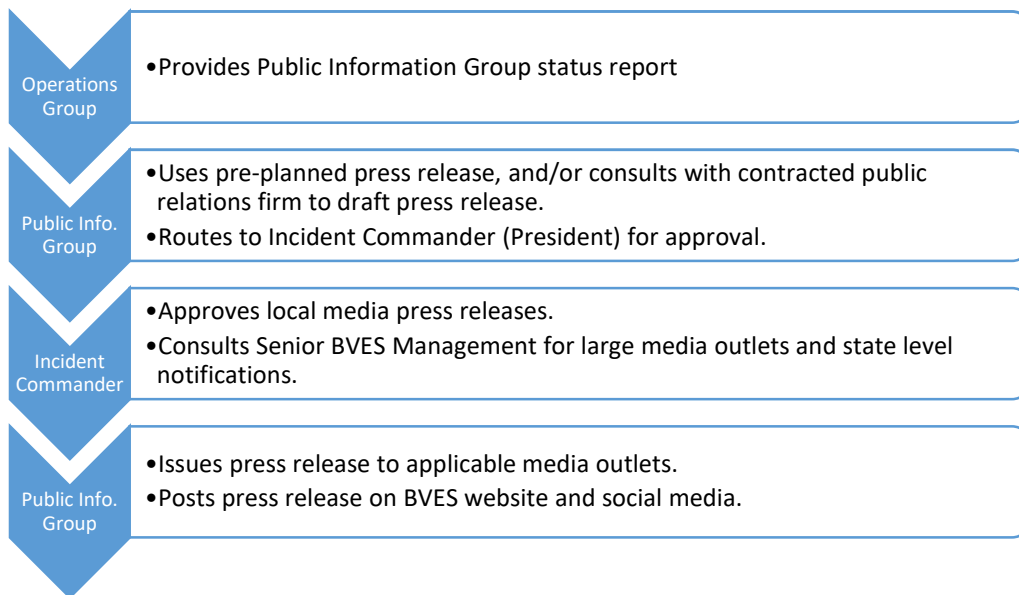 Operations
Group
•Provides Public Information Group status report
Public Info.
Group
•Uses pre-planned press release, and/or consults with contracted public
relations firm to draft press release.
•Routes to Incident Commander (President) for approval.
Incident
Commander
•Approves local media press releases.
•Consults Senior BVES Management for large media outlets and state level
notifications.
Public Info.
Group
•Issues press release to applicable media outlets.
•Posts press release on BVES website and social media.